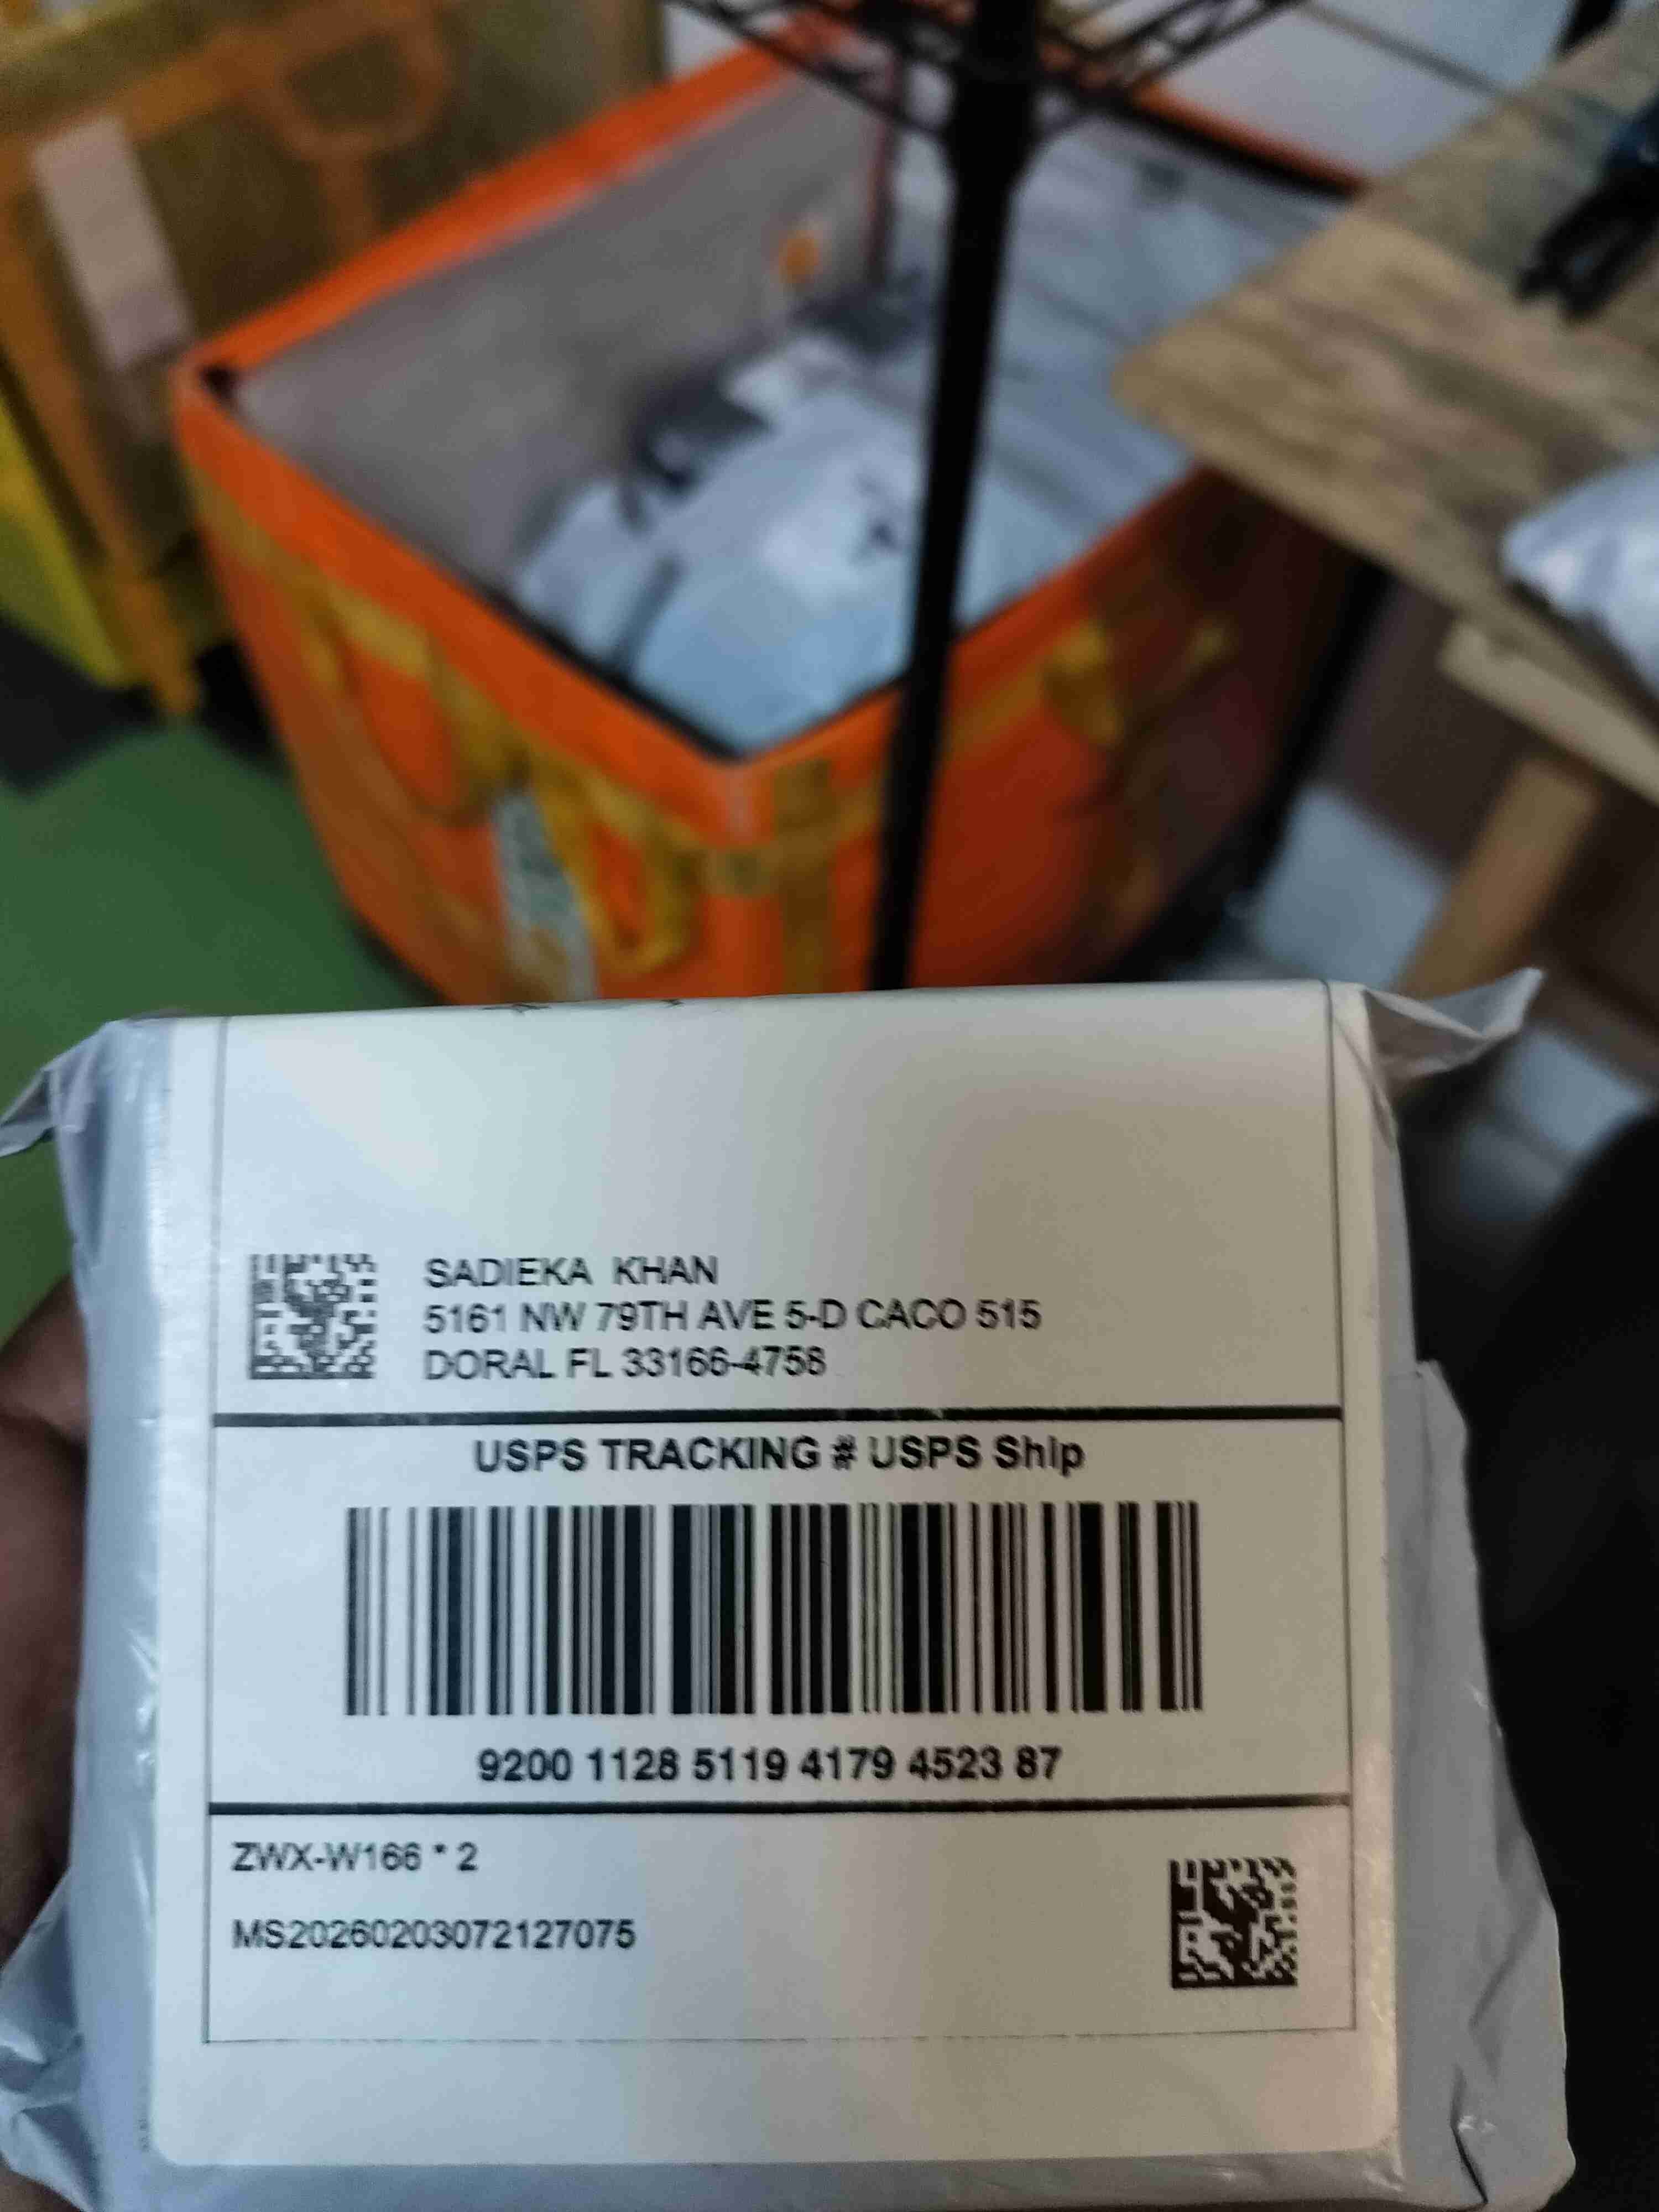 SADIEKA KHAN
5161 NW 79TH AVE 5-D CACO 515
DORAL FL 33166-4758
USPS TRACKING # USPS Ship
9200 1128 5119 4179 4523 87
ZWX-W166 * 2
MS20260203072127075